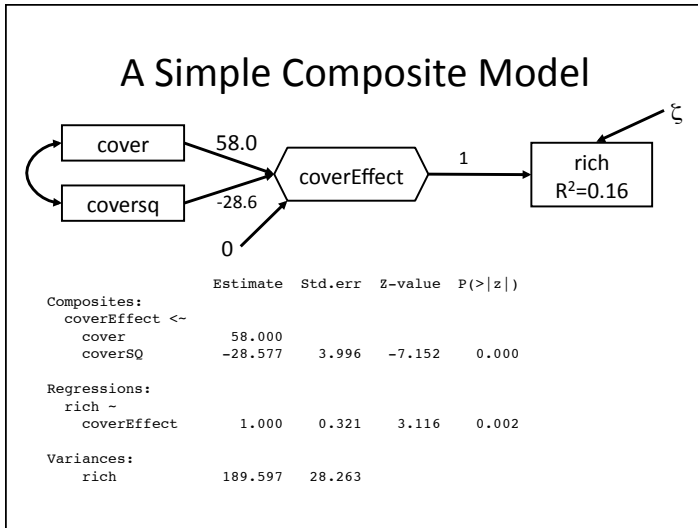 A Simple Composite Model
cover
58.0
coversq
-28.6
0
coverEffect
1
ζ
rich
R²=0.16
Estimate Std.err Z-value P(>|z|)
Composites:
coverEffect <~
cover 58.000
coverSQ -28.577 3.996 -7.152 0.000
Regressions:
rich ~
coverEffect 1.000 0.321 3.116 0.002
Variances:
rich 189.597 28.263